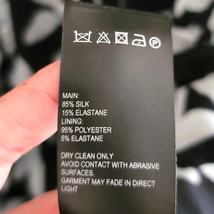 MAIN:
85% SILK
15% ELASTANE
LINING:
95% POLYESTER
5% ELASTANE
DRY CLEAN ONLY
AVOID CONTACT WITH ABRASIVE
SURFACES.
GARMENT MAY FADE IN DIRECT
LIGHT